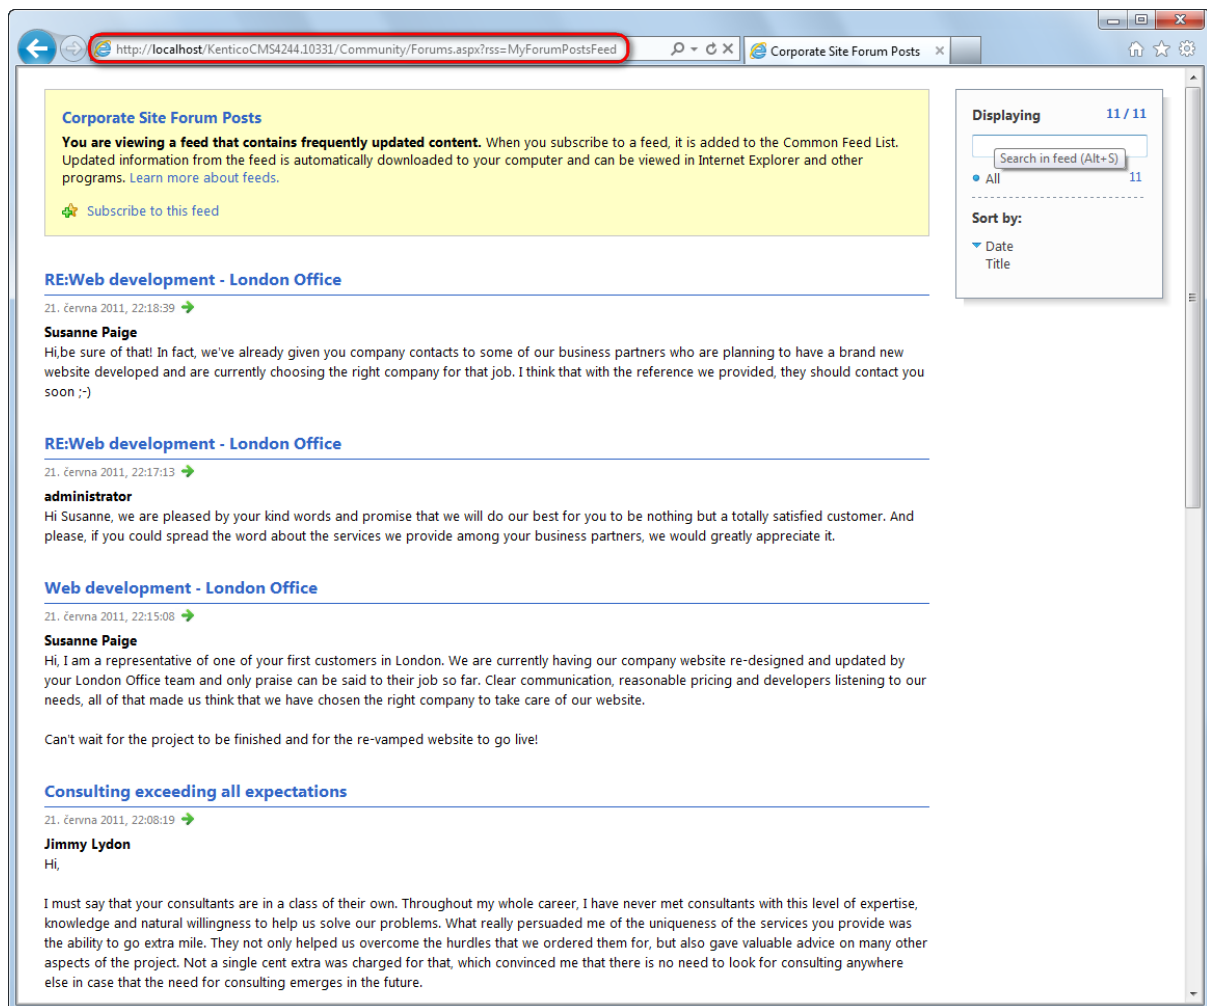 http://localhost/KenticoCMS4244.10331/Community/Forums.aspx?rss=MyForumPostsFeed
Corporate Site Forum Posts
Corporate Site Forum Posts
You are viewing a feed that contains frequently updated content. When you subscribe to a feed, it is added to the Common Feed List.
Updated information from the feed is automatically downloaded to your computer and can be viewed in Internet Explorer and other
programs. Learn more about feeds.
Subscribe to this feed
Displaying 11 / 11
Search in feed (Alt+S)
All 11
Sort by:
Date
Title
RE:Web development - London Office
21. června 2011, 22:18:39
Susanne Paige
Hi,be sure of that! In fact, we've already given you company contacts to some of our business partners who are planning to have a brand new
website developed and are currently choosing the right company for that job. I think that with the reference we provided, they should contact you
soon ;-)
RE:Web development - London Office
21. června 2011, 22:17:13
administrator
Hi Susanne, we are pleased by your kind words and promise that we will do our best for you to be nothing but a totally satisfied customer. And
please, if you could spread the word about the services we provide among your business partners, we would greatly appreciate it.
Web development - London Office
21. června 2011, 22:15:08
Susanne Paige
Hi, I am a representative of one of your first customers in London. We are currently having our company website re-designed and updated by
your London Office team and only praise can be said to their job so far. Clear communication, reasonable pricing and developers listening to our
needs, all of that made us think that we have chosen the right company to take care of our website.
Can't wait for the project to be finished and for the re-vamped website to go live!
Consulting exceeding all expectations
21. června 2011, 22:08:19
Jimmy Lydon
Hi,
I must say that your consultants are in a class of their own. Throughout my whole career, I have never met consultants with this level of expertise,
knowledge and natural willingness to help us solve our problems. What really persuaded me of the uniqueness of the services you provide was
the ability to go extra mile. They not only helped us overcome the hurdles that we ordered them for, but also gave valuable advice on many other
aspects of the project. Not a single cent extra was charged for that, which convinced me that there is no need to look for consulting anywhere
else in case that the need for consulting emerges in the future.